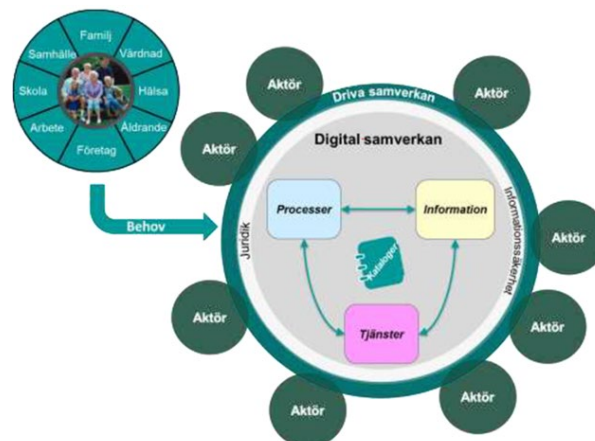 Familj
Samhälle
Vårdnad
Skola
Hälsa
Arbete
Åldrande
Företag
Behov
Driva samverkan
Digital samverkan
Processer
Information
Kataloger
Tjänster
Juridik
Informationssäkerhet
Aktör
Aktör
Aktör
Aktör
Aktör
Aktör
Aktör
Aktör
Aktör